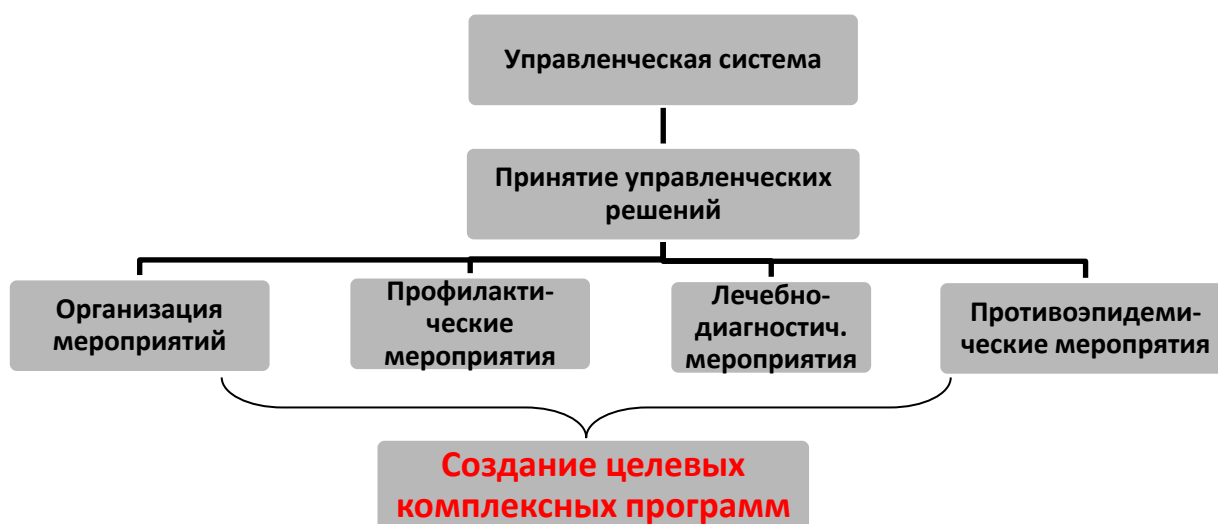 Управленческая система
Принятие управленческих
решений
Организация
мероприятий
Профилакти-
ческие
мероприятия
Лечебно-
диагностич.
мероприятия
Противоэпидеми-
ческие меропрятия
Создание целевых
комплексных программ